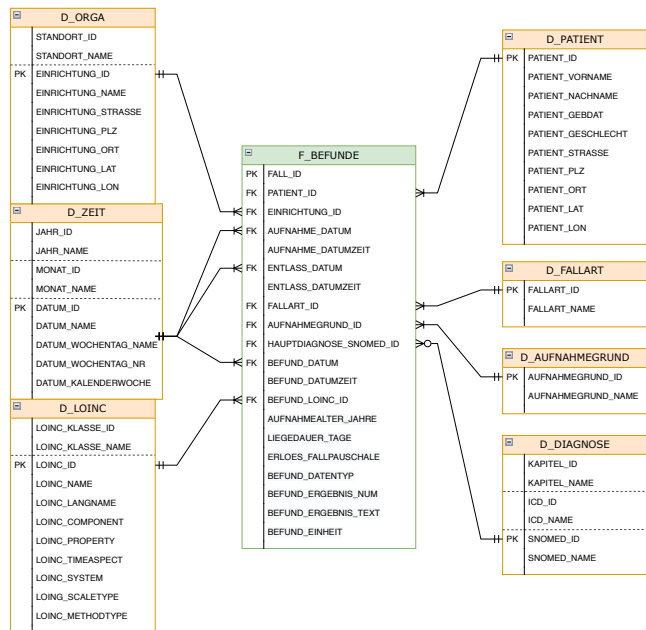 D_ORGA
STANDORT_ID
STANDORT_NAME
PK EINRICHTUNG_ID
EINRICHTUNG_NAME
EINRICHTUNG_STRASSE
EINRICHTUNG_PLZ
EINRICHTUNG_ORT
EINRICHTUNG_LAT
EINRICHTUNG_LON
D_ZEIT
JAHR_ID
JAHR_NAME
MONAT_ID
MONAT_NAME
PK DATUM_ID
DATUM_NAME
DATUM_WOCHENTAG_NAME
DATUM_WOCHENTAG_NR
DATUM_KALENDERWOCHE
D_LOINC
LOINC_KLASSE_ID
LOINC_KLASSE_NAME
PK LOINC_ID
LOINC_NAME
LOINC_LANGNAME
LOINC_COMPONENT
LOINC_PROPERTY
LOINC_TIMEASPECT
LOINC_SYSTEM
LOING_SCALETYPE
LOINC_METHODTYPE
F_BEFUNDE
PK FALL_ID
FK PATIENT_ID
FK EINRICHTUNG_ID
FK AUFNAHME_DATUM
AUFNAHME_DATUMZEIT
FK ENTLASS_DATUM
ENTLASS_DATUMZEIT
FK FALLART_ID
FK AUFNAHMEGRUND_ID
FK HAUPTDIAGNOSE_SNOMED_ID
FK BEFUND_DATUM
BEFUND_DATUMZEIT
FK BEFUND_LOINC_ID
AUFNAHMEALTER_JAHRE
LIEGEDAUER_TAGE
ERLOES_FALLPAUSCHALE
BEFUND_DATENTYP
BEFUND_ERGEBNIS_NUM
BEFUND_ERGEBNIS_TEXT
BEFUND_EINHEIT
D_PATIENT
PK PATIENT_ID
PATIENT_VORNAME
PATIENT_NACHNAME
PATIENT_GEBDAT
PATIENT_GESCHLECHT
PATIENT_STRASSE
PATIENT_PLZ
PATIENT_ORT
PATIENT_LAT
PATIENT_LON
D_FALLART
PK FALLART_ID
FALLART_NAME
D_AUFNAHMEGRUND
PK AUFNAHMEGRUND_ID
AUFNAHMEGRUND_NAME
D_DIAGNOSE
KAPITEL_ID
KAPITEL_NAME
ICD_ID
ICD_NAME
PK SNOMED_ID
SNOMED_NAME